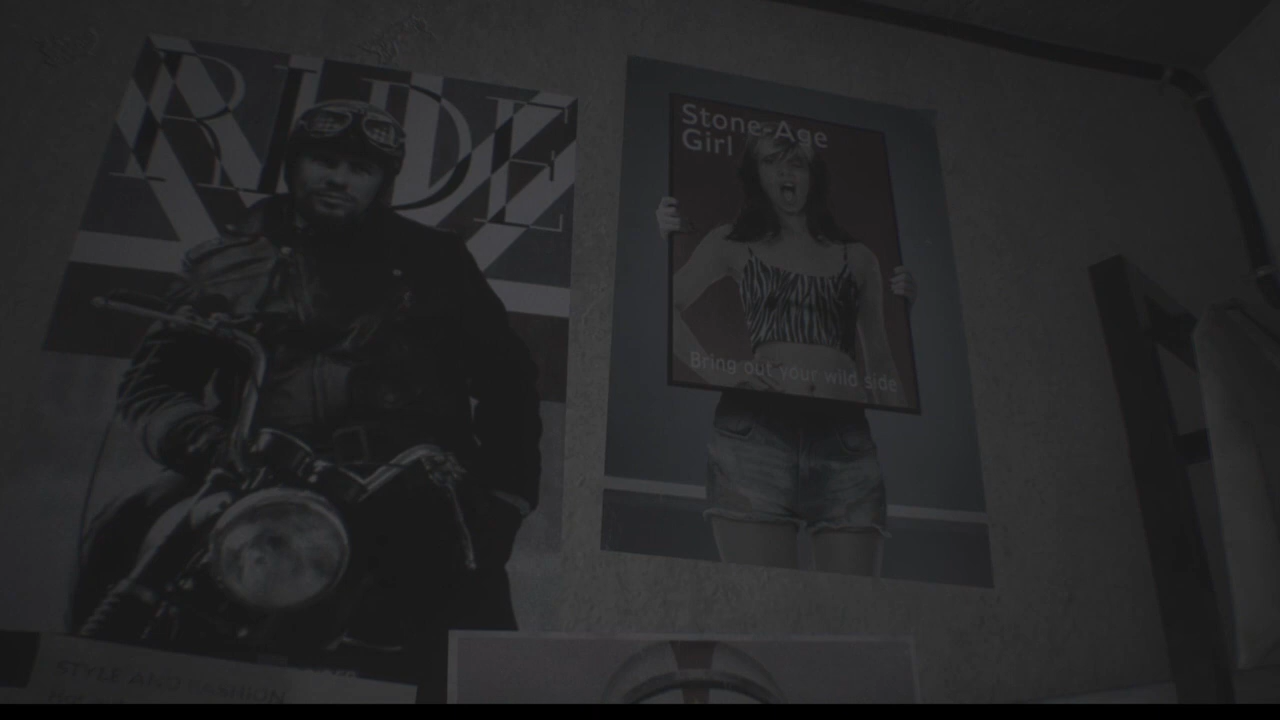 RIDE
Stone-Age
Girl
Bring out your wild side
STYLE AND FASHION